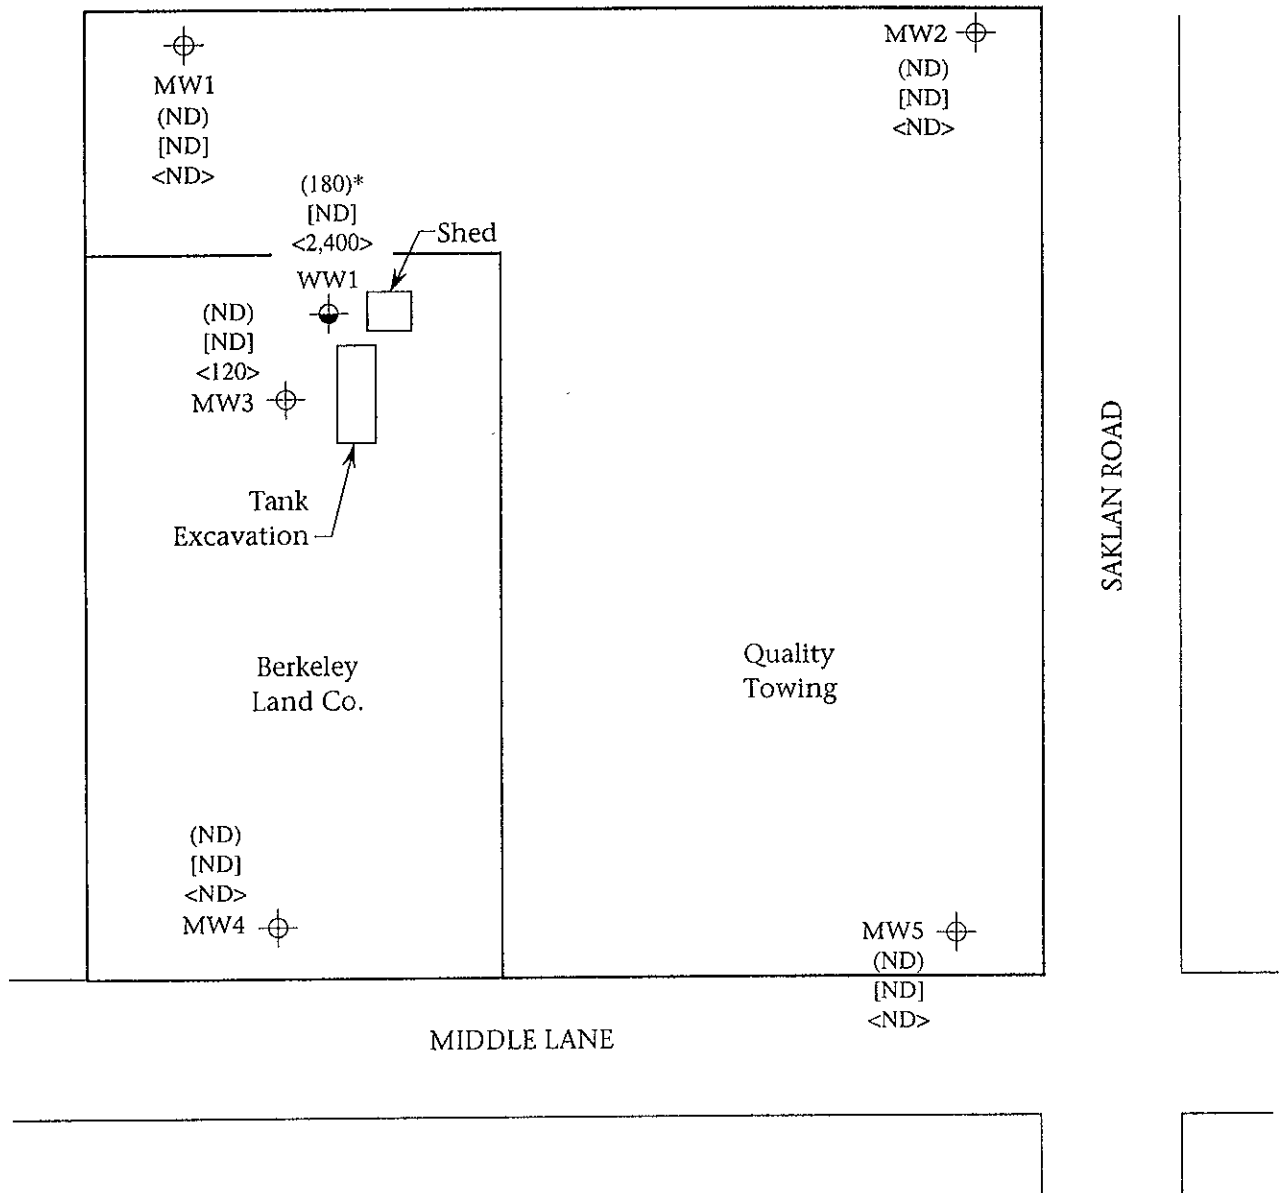 MW1
(ND)
[ND]
<ND>
MW2
(ND)
[ND]
<ND>
(180)*
[ND]
<2,400>
WW1
Shed
(ND)
[ND]
<120>
MW3
Tank
Excavation
Berkeley
Land Co.
Quality
Towing
SAKLAN ROAD
(ND)
[ND]
<ND>
MW4
MW5
(ND)
[ND]
<ND>
MIDDLE LANE